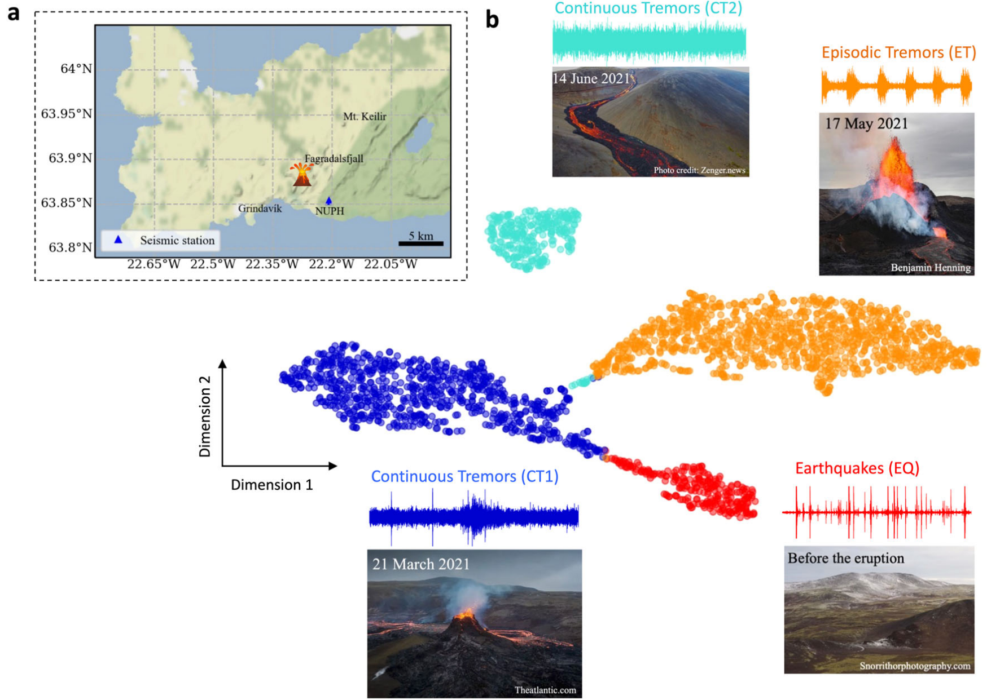 a
64°N
63.95°N
63.9°N
63.85°N
63.8°N
Mt. Keilir
Fagradalsfjall
Grindavík
NUPH
Seismic station
5 km
22.65°W 22.5°W 22.35°W 22.2°W 22.05°W
b
Continuous Tremors (CT2)
14 June 2021
Photo credit: Zenger.news
Episodic Tremors (ET)
17 May 2021
Benjamin Henning
Dimension 2
Dimension 1
Continuous Tremors (CT1)
21 March 2021
Theatlantic.com
Earthquakes (EQ)
Before the eruption
Snorrithorphotography.com